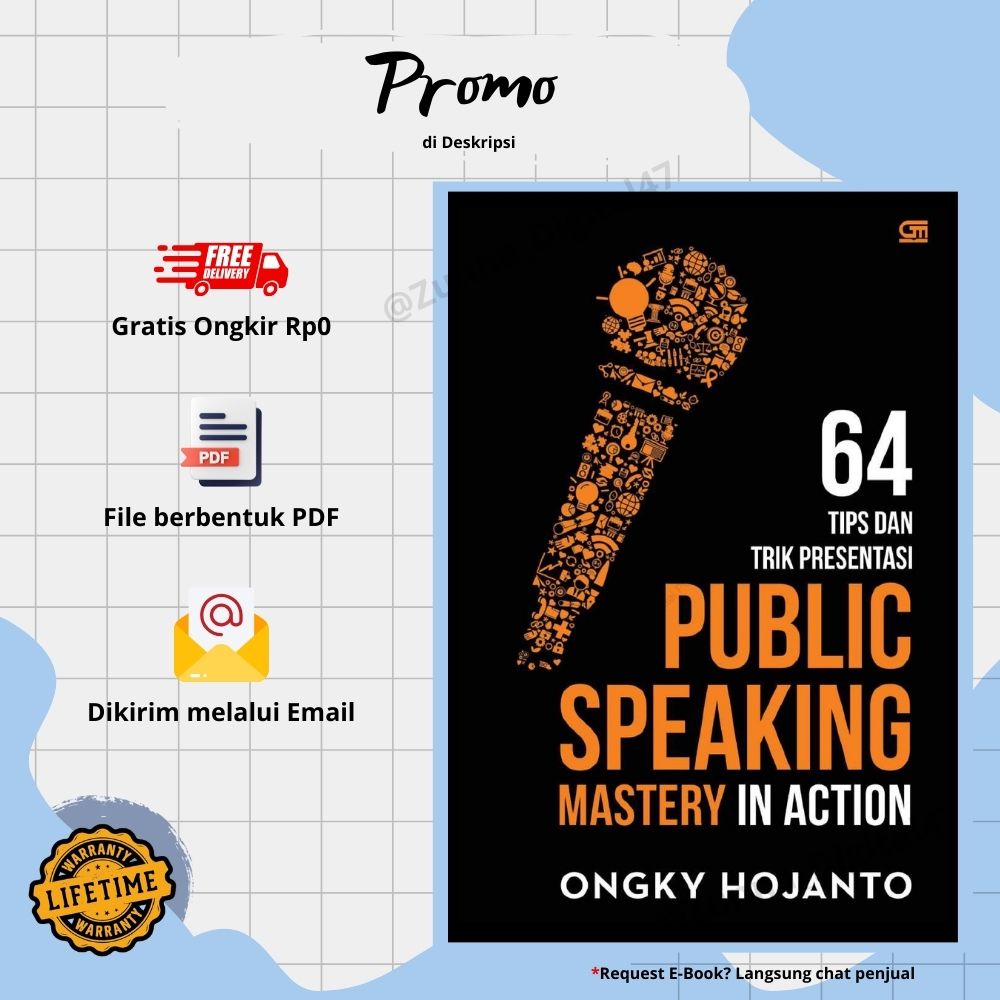 Promo
di Deskripsi
FREE
DELIVERY
Gratis Ongkir Rp0
PDF
File berbentuk PDF
@
Dikirim melalui Email
WARRANTY
LIFETIME
WARRANTY
64
TIPS DAN
TRIK PRESENTASI
PUBLIC
SPEAKING
MASTERY IN ACTION
ONGKY HOJANTO
*Request E-Book? Langsung chat penjual